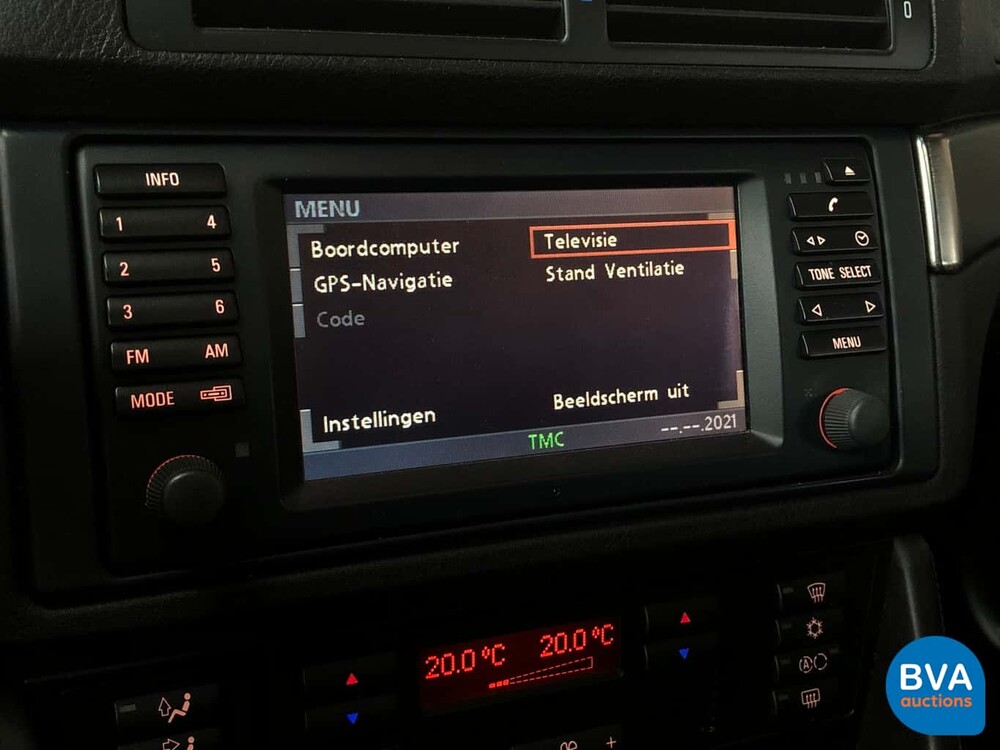 INFO
1 4
2 5
3 6
FM AM
MODE
MENU
Boordcomputer
GPS-Navigatie
Code
Instellingen
Televisie
Stand Ventilatie
Beeldscherm uit
TMC
--.--.2021
TONE SELECT
MENU
20.0°C 20.0°C
BVA
auctions